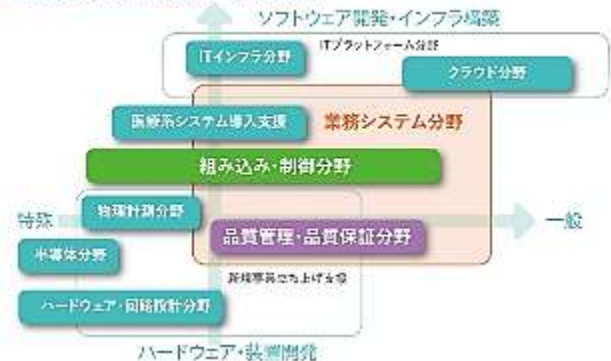 ソフトウェア開発・インフラ構築
ITプラットフォーム分野
ITインフラ分野
クラウド分野
医療系システム導入支援
業務システム分野
組み込み・制御分野
特殊
物理計測分野
一般
品質管理・品質保証分野
半導体分野
新規事業立ち上げ支援
ハードウェア・回路設計分野
ハードウェア・装置開発